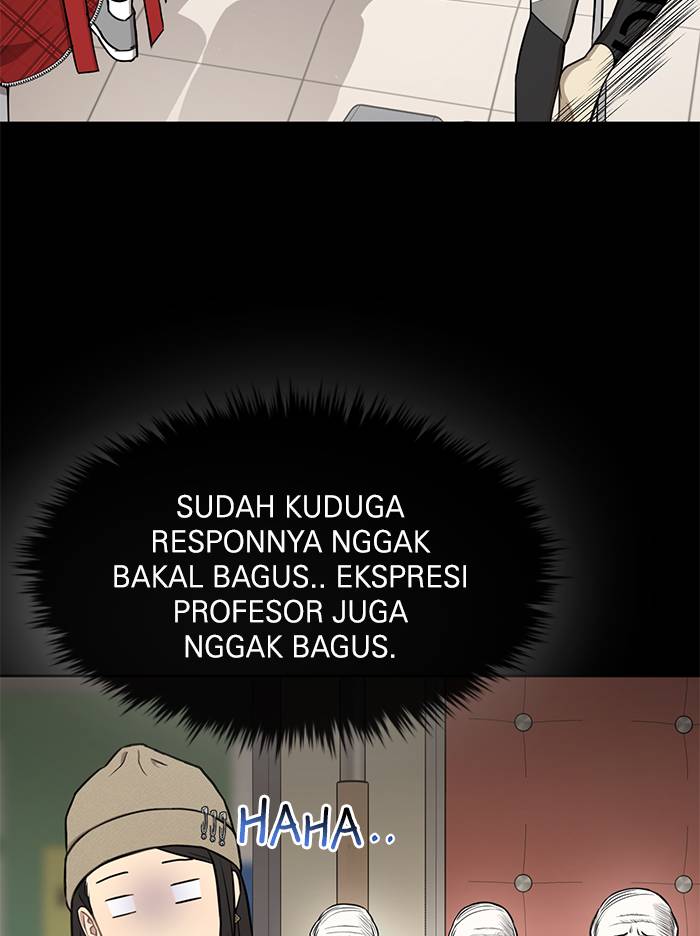 SUDAH KUDUGA
RESPONNYA NGGAK
BAKAL BAGUS.. EKSPRESI
PROFESOR JUGA
NGGAK BAGUS.
!!! HAHA..